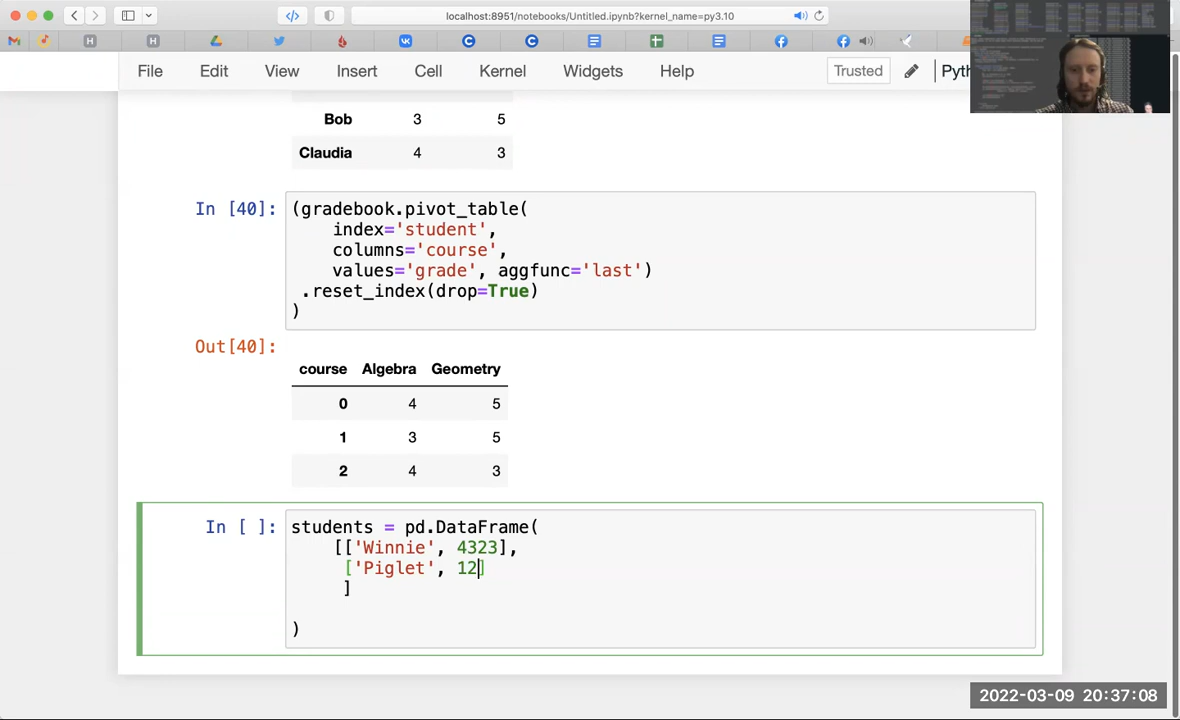 localhost:8951/notebooks/Untitled.ipynb?kernel_name=py3.10
File Edit View Insert Cell Kernel Widgets Help Trusted Pyth
Bob 3 5
Claudia 4 3
In [40]: (gradebook.pivot_table(
index='student',
columns='course',
values='grade', aggfunc='last')
.reset_index(drop=True)
)
Out[40]:
course Algebra Geometry
0 4 5
1 3 5
2 4 3
In [ ]: students = pd.DataFrame(
[['Winnie', 4323],
['Piglet', 12]
]
)
2022-03-09 20:37:08